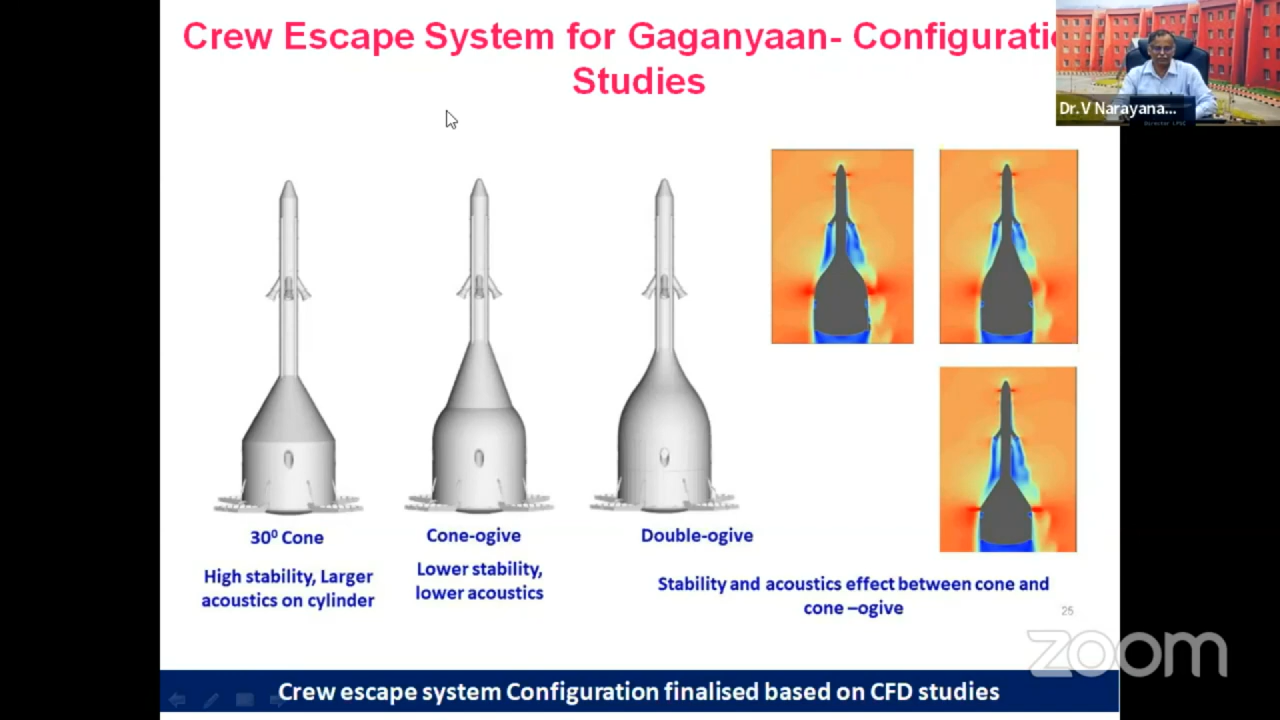 Crew Escape System for Gaganyaan- Configuratio
Studies
Dr.V Narayana...
30⁰ Cone
Cone-ogive
Double-ogive
High stability, Larger
acoustics on cylinder
Lower stability,
lower acoustics
Stability and acoustics effect between cone and
cone –ogive
25
zoom
Crew escape system Configuration finalised based on CFD studies